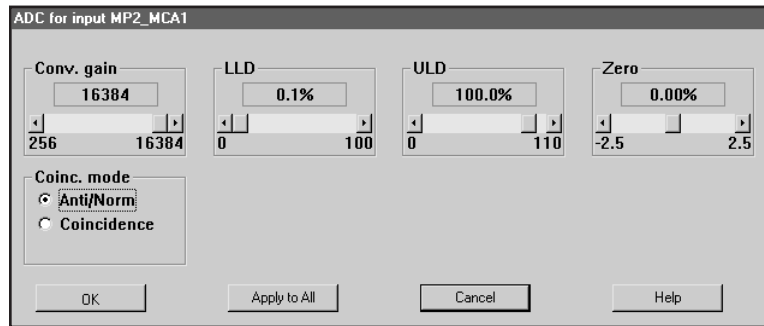 ADC for input MP2_MCA1
Conv. gain
16384
256 16384
LLD
0.1%
0 100
ULD
100.0%
0 110
Zero
0.00%
-2.5 2.5
Coinc. mode
Anti/Norm
Coincidence
OK
Apply to All
Cancel
Help